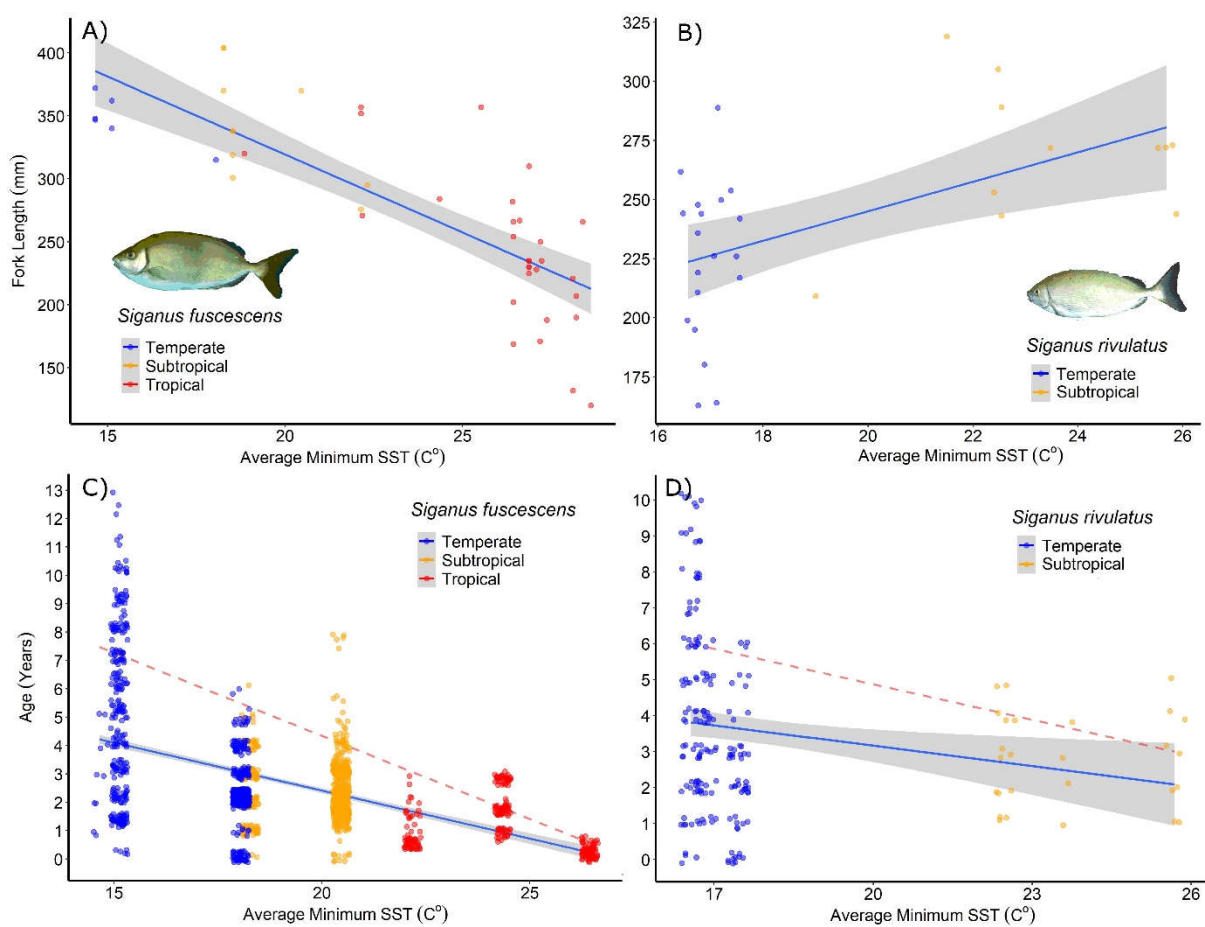 A)
400
350
300
250
200
150
Fork Length (mm)
Siganus fuscescens
Temperate
Subtropical
Tropical
15
20
25
Average Minimum SST (C°)
B)
325
300
275
250
225
200
175
Siganus rivulatus
Temperate
Subtropical
16
18
20
22
24
26
Average Minimum SST (C°)
C)
13
12
11
10
9
8
7
6
5
4
3
2
1
0
Age (Years)
Siganus fuscescens
Temperate
Subtropical
Tropical
15
20
25
Average Minimum SST (C°)
D)
10
9
8
7
6
5
4
3
2
1
0
Siganus rivulatus
Temperate
Subtropical
17
20
23
26
Average Minimum SST (C°)